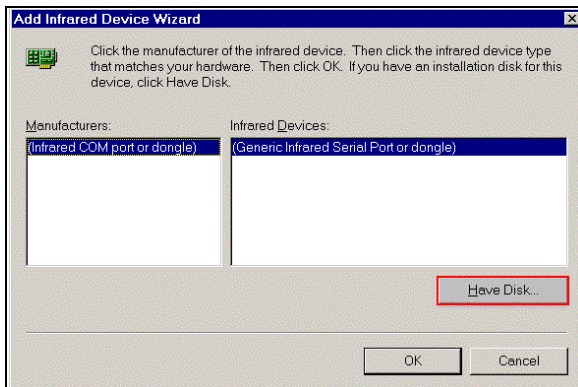 Add Infrared Device Wizard
Click the manufacturer of the infrared device. Then click the infrared device type
that matches your hardware. Then click OK. If you have an installation disk for this
device, click Have Disk.
Manufacturers:
Infrared Devices:
(Infrared COM port or dongle)
(Generic Infrared Serial Port or dongle)
Have Disk...
OK
Cancel